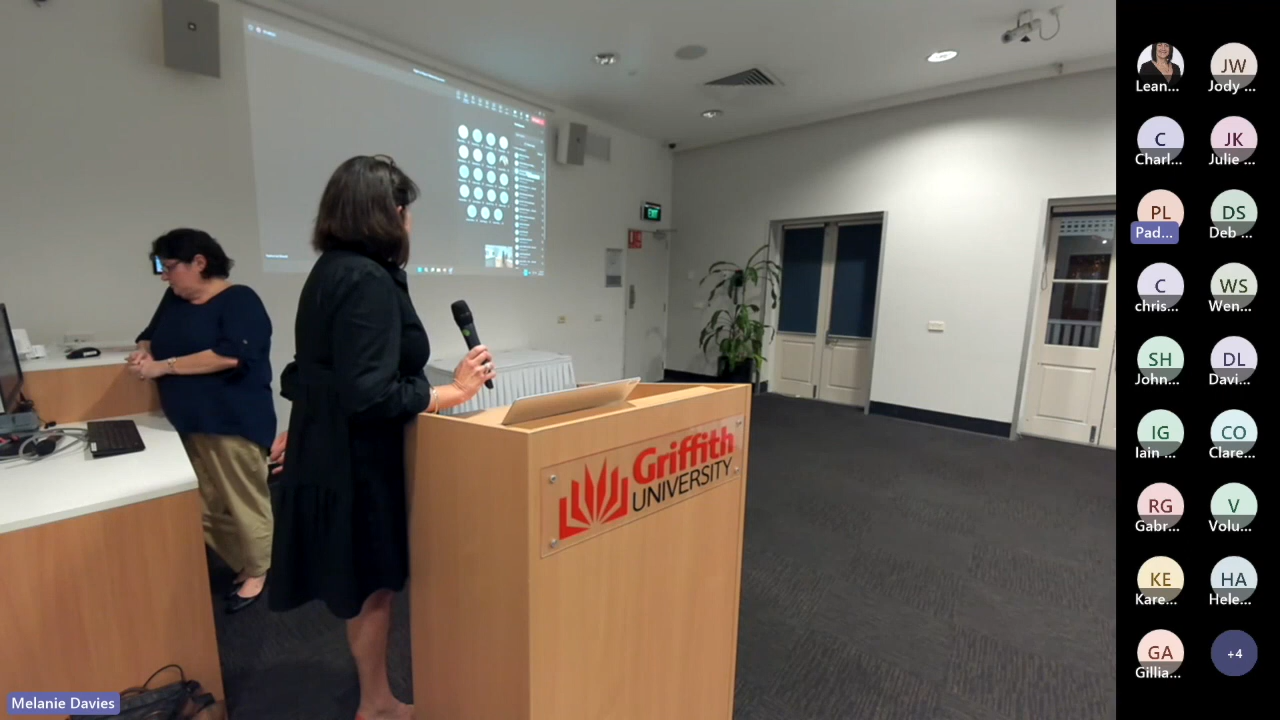 EXIT
Griffith
UNIVERSITY
Melanie Davies
Lean...
JW
Jody ...
C
Charl...
JK
Julie ...
PL
Pad...
DS
Deb ...
C
chris...
WS
Wen...
SH
John...
DL
Davi...
IG
Iain ...
CO
Clare...
RG
Gabr...
V
Volu...
KE
Kare...
HA
Hele...
GA
Gillia...
+4